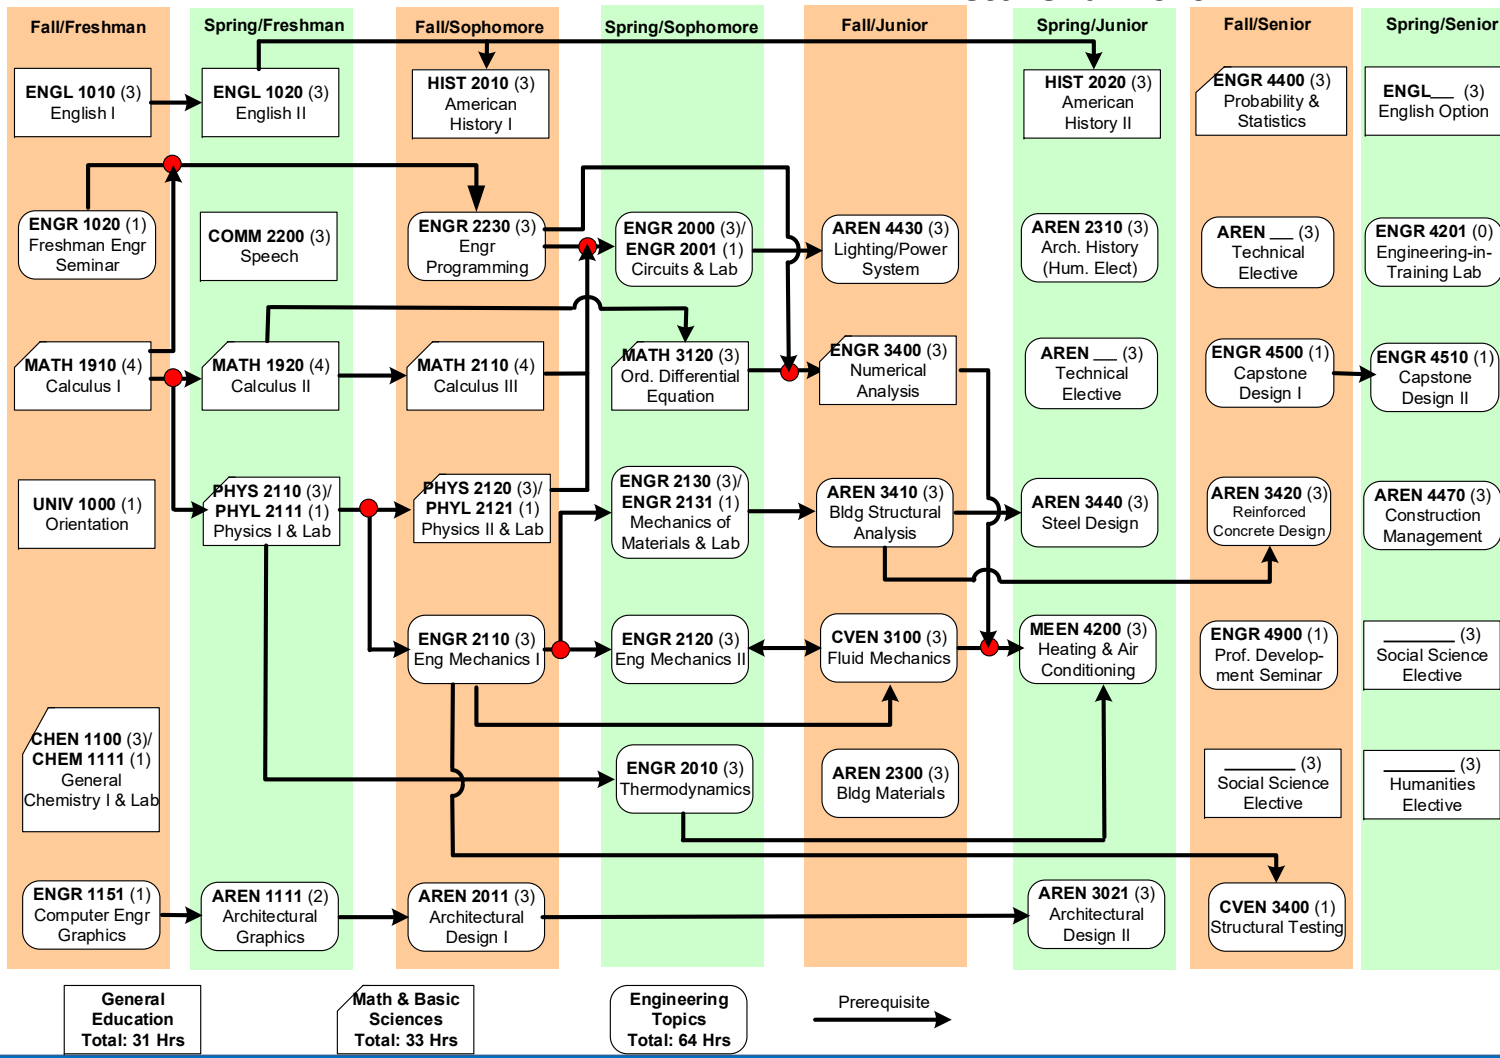 Fall/Freshman
Spring/Freshman
Fall/Sophomore
Spring/Sophomore
Fall/Junior
Spring/Junior
Fall/Senior
Spring/Senior
ENGL 1010 (3)
English I
ENGL 1020 (3)
English II
HIST 2010 (3)
American
History I
HIST 2020 (3)
American
History II
ENGR 4400 (3)
Probability &
Statistics
ENGL__ (3)
English Option
ENGR 1020 (1)
Freshman Engr
Seminar
COMM 2200 (3)
Speech
ENGR 2230 (3)
Engr
Programming
ENGR 2000 (3)/
ENGR 2001 (1)
Circuits & Lab
AREN 4430 (3)
Lighting/Power
System
AREN 2310 (3)
Arch. History
(Hum. Elect)
AREN __ (3)
Technical
Elective
ENGR 4201 (0)
Engineering-in-
Training Lab
MATH 1910 (4)
Calculus I
MATH 1920 (4)
Calculus II
MATH 2110 (4)
Calculus III
MATH 3120 (3)
Ord. Differential
Equation
ENGR 3400 (3)
Numerical
Analysis
AREN __ (3)
Technical
Elective
ENGR 4500 (1)
Capstone
Design I
ENGR 4510 (1)
Capstone
Design II
UNIV 1000 (1)
Orientation
PHYS 2110 (3)/
PHYL 2111 (1)
Physics I & Lab
PHYS 2120 (3)/
PHYL 2121 (1)
Physics II & Lab
ENGR 2130 (3)/
ENGR 2131 (1)
Mechanics of
Materials & Lab
AREN 3410 (3)
Bldg Structural
Analysis
AREN 3440 (3)
Steel Design
AREN 3420 (3)
Reinforced
Concrete Design
AREN 4470 (3)
Construction
Management
ENGR 2110 (3)
Eng Mechanics I
ENGR 2120 (3)
Eng Mechanics II
CVEN 3100 (3)
Fluid Mechanics
MEEN 4200 (3)
Heating & Air
Conditioning
ENGR 4900 (1)
Prof. Develop-
ment Seminar
______ (3)
Social Science
Elective
CHEN 1100 (3)/
CHEM 1111 (1)
General
Chemistry I & Lab
ENGR 2010 (3)
Thermodynamics
AREN 2300 (3)
Bldg Materials
______ (3)
Social Science
Elective
______ (3)
Humanities
Elective
ENGR 1151 (1)
Computer Engr
Graphics
AREN 1111 (2)
Architectural
Graphics
AREN 2011 (3)
Architectural
Design I
AREN 3021 (3)
Architectural
Design II
CVEN 3400 (1)
Structural Testing
General
Education
Total: 31 Hrs
Math & Basic
Sciences
Total: 33 Hrs
Engineering
Topics
Total: 64 Hrs
Prerequisite